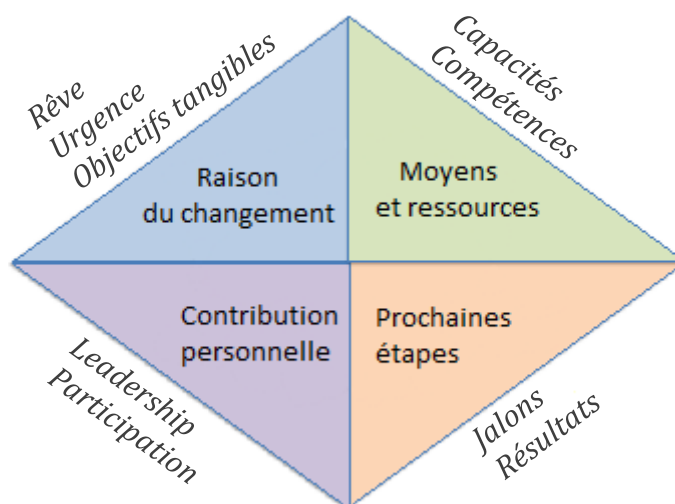 Rêve
Urgence
Objectifs tangibles
Capacités
Compétences
Raison
du changement
Moyens
et ressources
Contribution
personnelle
Prochaines
étapes
Leadership
Participation
Jalons
Résultats